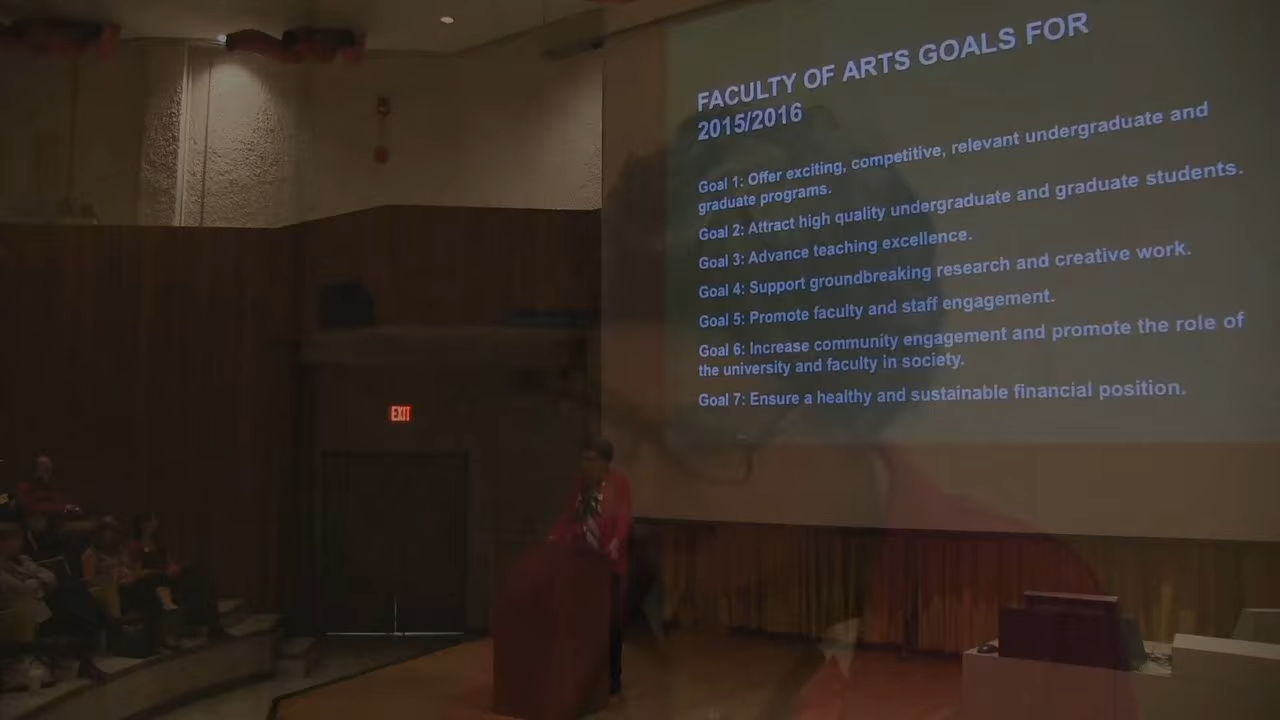 FACULTY OF ARTS GOALS FOR
2015/2016
Goal 1: Offer exciting, competitive, relevant undergraduate and
graduate programs.
Goal 2: Attract high quality undergraduate and graduate students.
Goal 3: Advance teaching excellence.
Goal 4: Support groundbreaking research and creative work.
Goal 5: Promote faculty and staff engagement.
Goal 6: Increase community engagement and promote the role of
the university and faculty in society.
Goal 7: Ensure a healthy and sustainable financial position.
EXIT